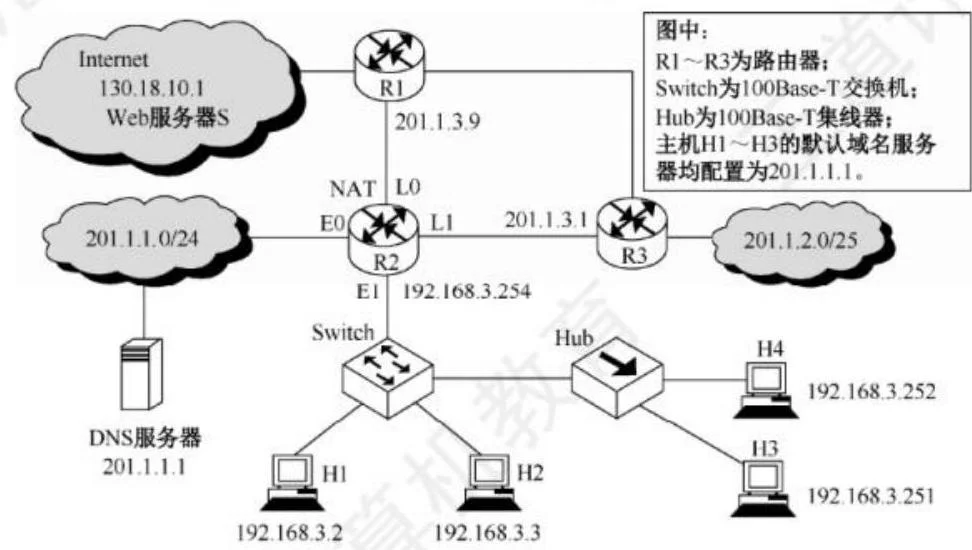 Internet
130.18.10.1
Web服务器S
R1
201.1.3.9
图中:
R1～R3为路由器;
Switch为100Base-T交换机;
Hub为100Base-T集线器;
主机H1～H3的默认域名服务
器均配置为201.1.1.1。
NAT
L0
201.1.1.0/24
E0
L1
R2
201.1.3.1
R3
201.1.2.0/25
E1
192.168.3.254
Switch
Hub
H4
192.168.3.252
DNS服务器
201.1.1.1
H1
192.168.3.2
H2
192.168.3.3
H3
192.168.3.251
算机教育